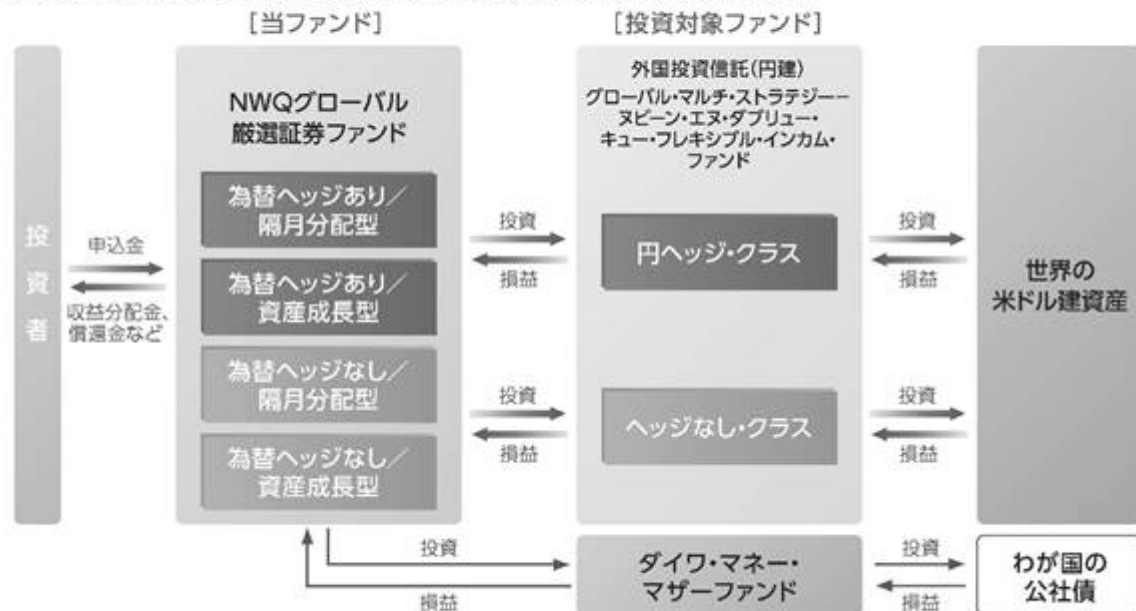 [当ファンド]
[投資対象ファンド]
投資者
申込金
収益分配金、
償還金など
NWQグローバル
厳選証券ファンド
為替ヘッジあり／
隔月分配型
為替ヘッジあり／
資産成長型
為替ヘッジなし／
隔月分配型
為替ヘッジなし／
資産成長型
投資
損益
投資
損益
外国投資信託(円建)
グローバル・マルチ・ストラテジー－
ヌビーン・エヌ・ダブリュー・
キュー・フレキシブル・インカム・
ファンド
円ヘッジ・クラス
ヘッジなし・クラス
投資
損益
投資
損益
世界の
米ドル建資産
投資
損益
ダイワ・マネー・
マザーファンド
投資
損益
わが国の
公社債